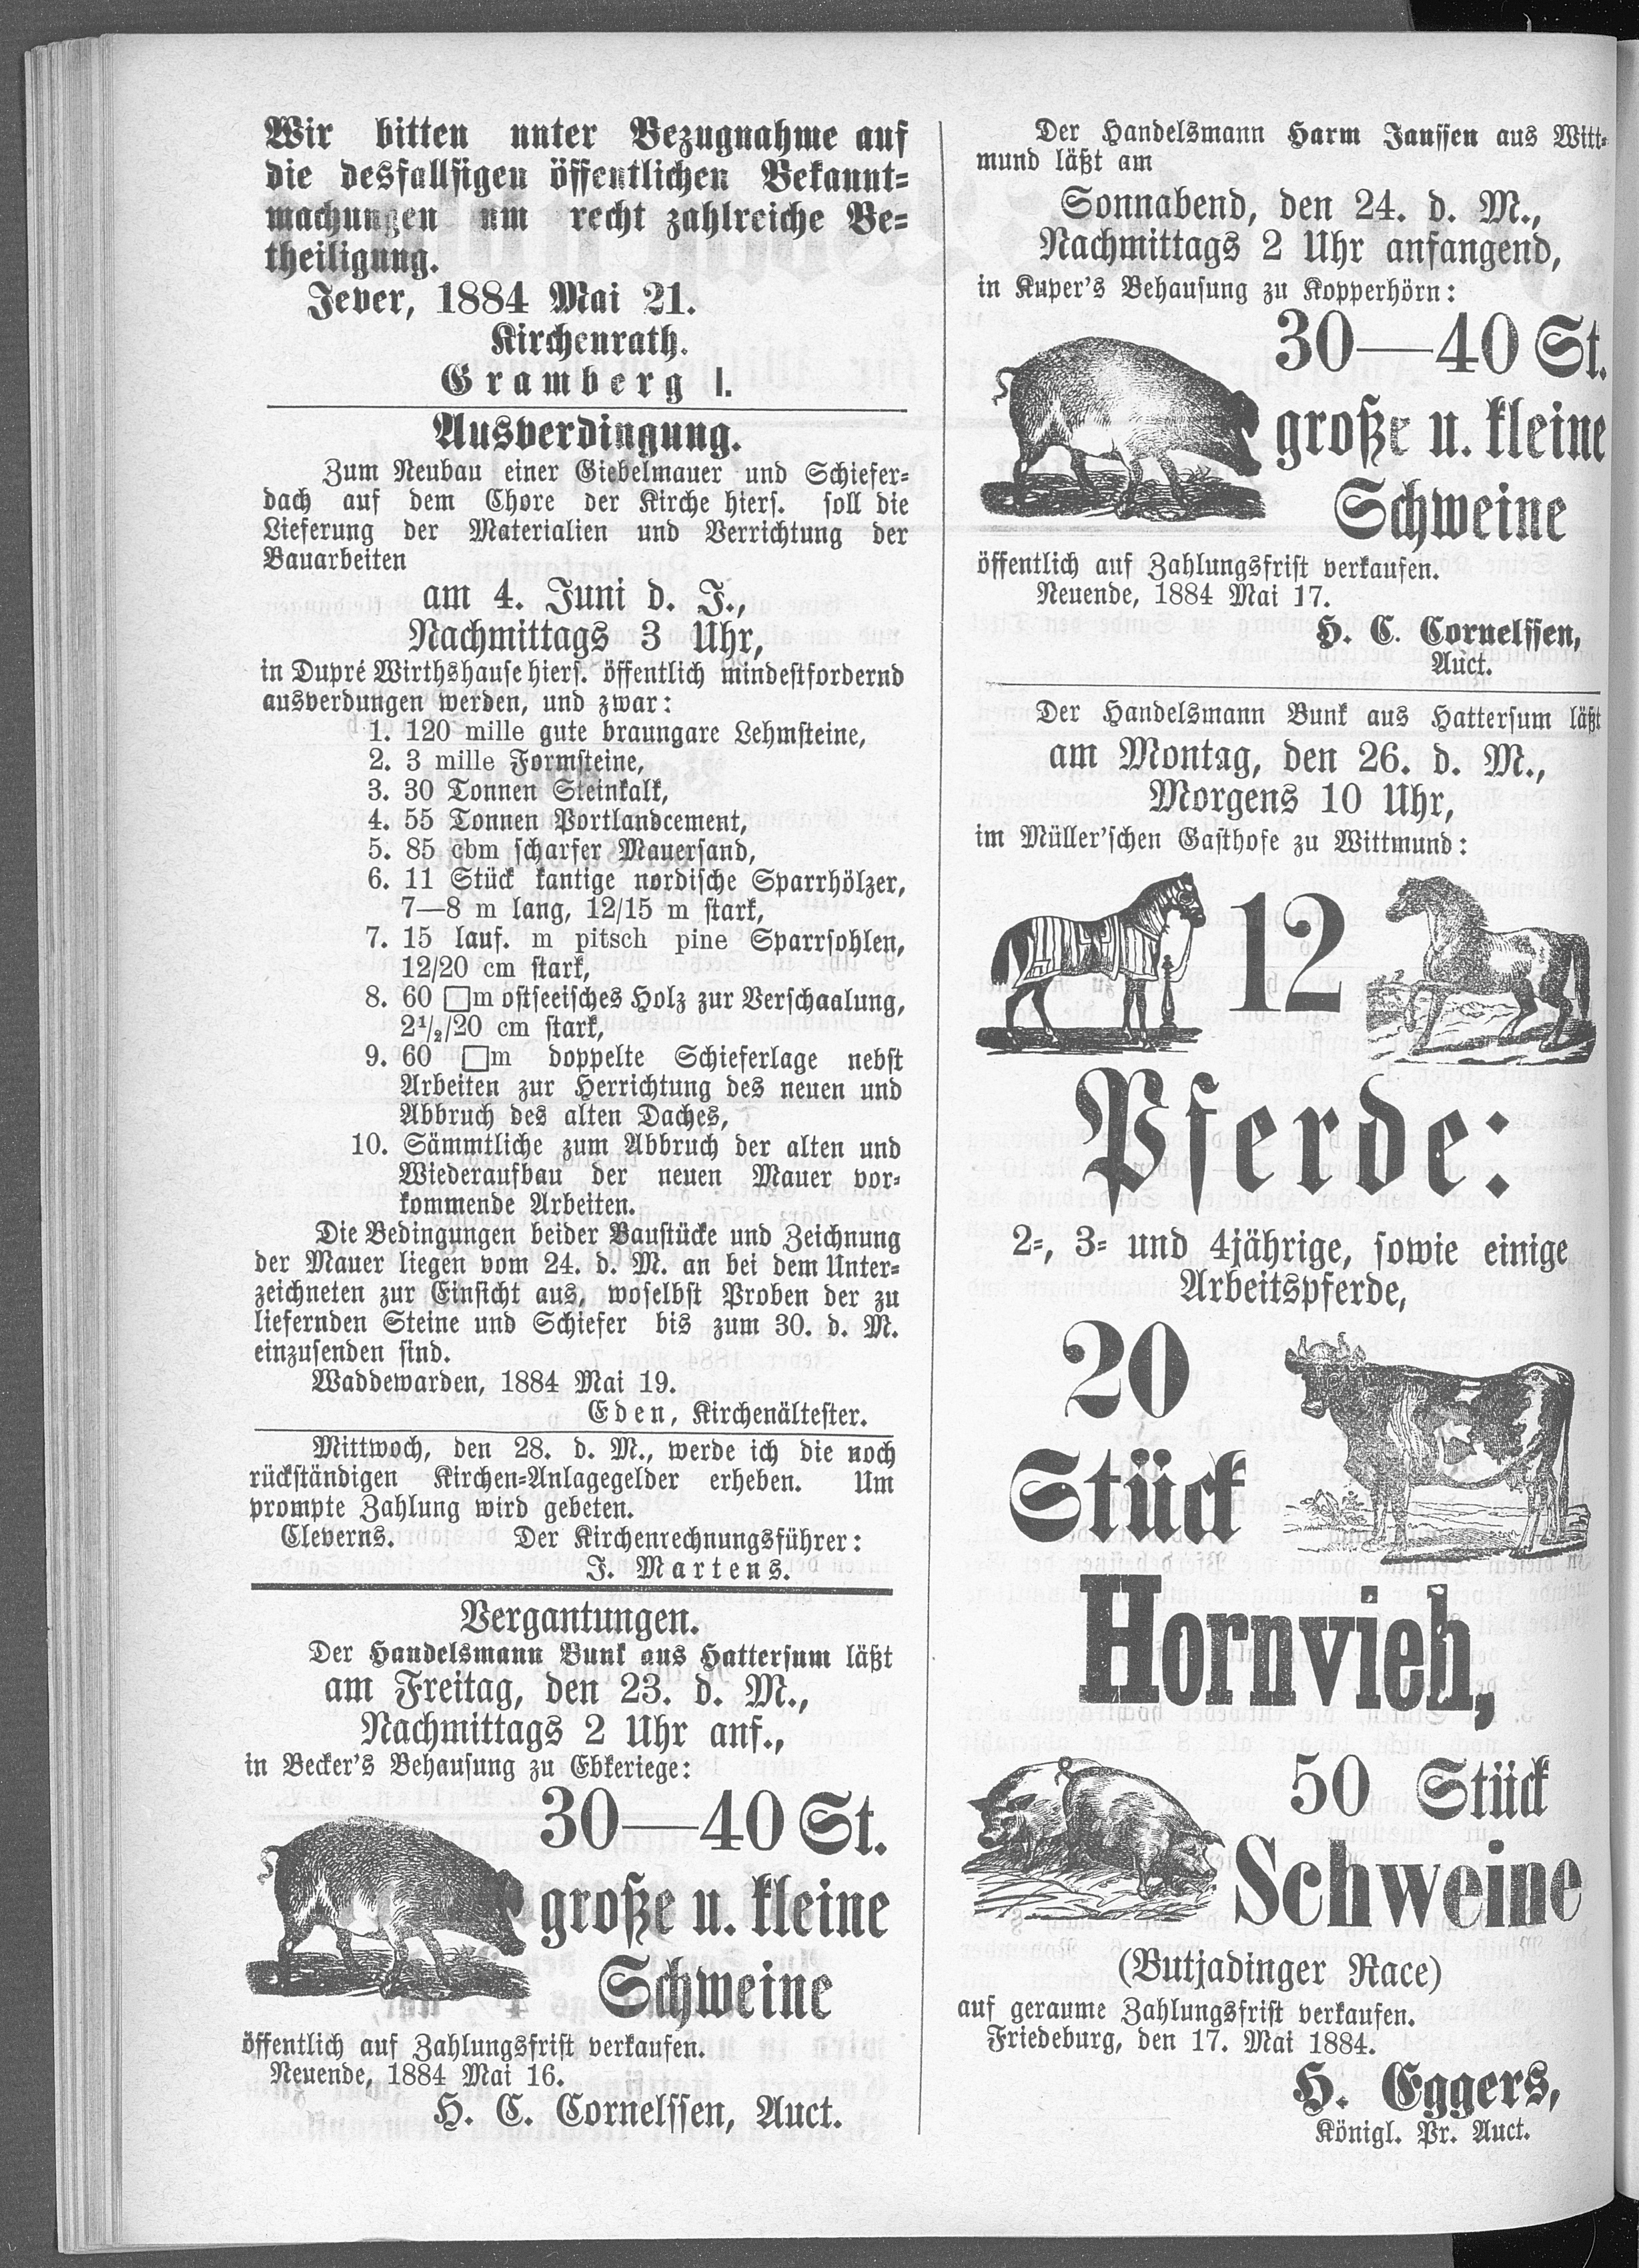 Wir bitten unter Bezugnahme auf
die desfallsigen öffentlichen Bekannt-
machungen um recht zahlreiche Be-
theiligung.
Jever, 1884 Mai 21.
Kirchenrath.
Gramberg I.
Ausverdingung.
Zum Neubau einer Giebelmauer und Schiefer-
dach auf dem Chore der Kirche hiers. soll die
Lieferung der Materialien und Verrichtung der
Bauarbeiten
am 4. Juni d. J.,
Nachmittags 3 Uhr,
in Dupré Wirthshause hiers. öffentlich mindestfordernd
ausverdungen werden, und zwar:
1. 120 mille gute braungare Lehmsteine,
2. 3 mille Formsteine,
3. 30 Tonnen Steinkalk,
4. 55 Tonnen Portlandcement,
5. 85 cbm scharfer Mauersand,
6. 11 Stück kantige nordische Sparrhölzer,
7—8 m lang, 12/15 m stark,
7. 15 lauf. m pitsch pine Sparrsohlen,
12/20 cm stark,
8. 60 □m ostseeisches Holz zur Verschaalung,
2½/20 cm stark,
9. 60 □m doppelte Schieferlage nebst
Arbeiten zur Herrichtung des neuen und
Abbruch des alten Daches,
10. Sämmtliche zum Abbruch der alten und
Wiederaufbau der neuen Mauer vor-
kommende Arbeiten.
Die Bedingungen beider Baustücke und Zeichnung
der Mauer liegen vom 24. d. M. an bei dem Unter-
zeichneten zur Einsicht aus, woselbst Proben der zu
liefernden Steine und Schiefer bis zum 30. d. M.
einzusenden sind.
Waddewarden, 1884 Mai 19.
Eden, Kirchenältester.
Mittwoch, den 28. d. M., werde ich die noch
rückständigen Kirchen-Anlagegelder erheben. Um
prompte Zahlung wird gebeten.
Cleverns. Der Kirchenrechnungsführer:
J. Martens.
Vergantungen.
Der Handelsmann Bunk aus Hattersum läßt
am Freitag, den 23. d. M.,
Nachmittags 2 Uhr anf.,
in Becker's Behausung zu Ebkeriege:
30—40 St.
große u. kleine
Schweine
öffentlich auf Zahlungsfrist verkaufen.
Neuende, 1884 Mai 16.
H. C. Cornelssen, Auct.
Der Handelsmann Harm Janssen aus Witt-
mund läßt am
Sonnabend, den 24. d. M.,
Nachmittags 2 Uhr anfangend,
in Kuper's Behausung zu Kopperhörn:
30—40 St.
große u. kleine
Schweine
öffentlich auf Zahlungsfrist verkaufen.
Neuende, 1884 Mai 17.
H. C. Cornelssen,
Auct.
Der Handelsmann Bunk aus Hattersum läßt
am Montag, den 26. d. M.,
Morgens 10 Uhr,
im Müller'schen Gasthofe zu Wittmund:
12
Pferde:
2-, 3- und 4jährige, sowie einige
Arbeitspferde,
20
Stück
Hornvieh,
50 Stück
Schweine
(Butjadinger Race)
auf geraume Zahlungsfrist verkaufen.
Friedeburg, den 17. Mai 1884.
H. Eggers,
Königl. Pr. Auct.